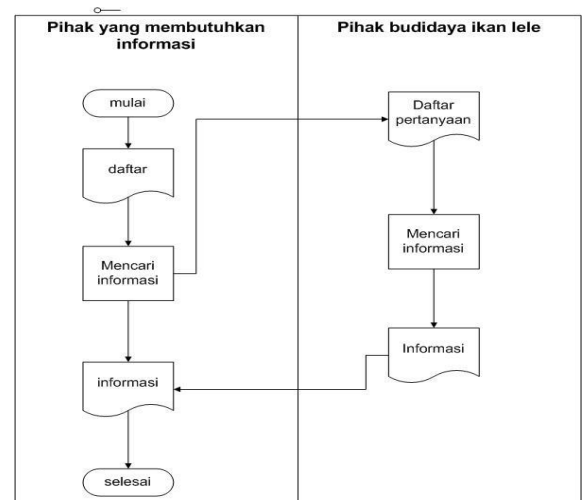 Pihak yang membutuhkan
informasi
mulai
daftar
Mencari
informasi
informasi
selesai
Pihak budidaya ikan lele
Daftar
pertanyaan
Mencari
informasi
Informasi